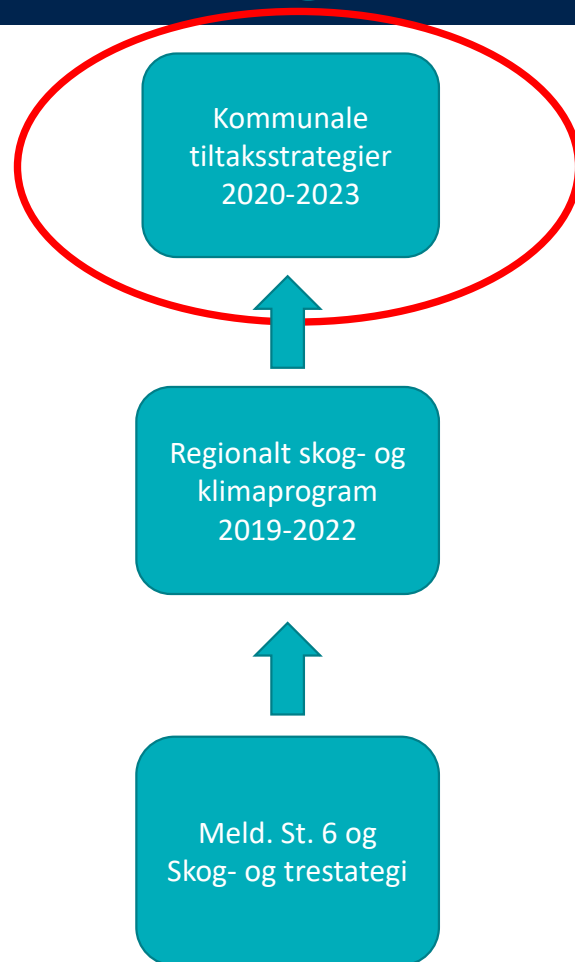 Kommunale
tiltaksstrategier
2020-2023
Regionalt skog- og
klimaprogram
2019-2022
Meld. St. 6 og
Skog- og trestategi